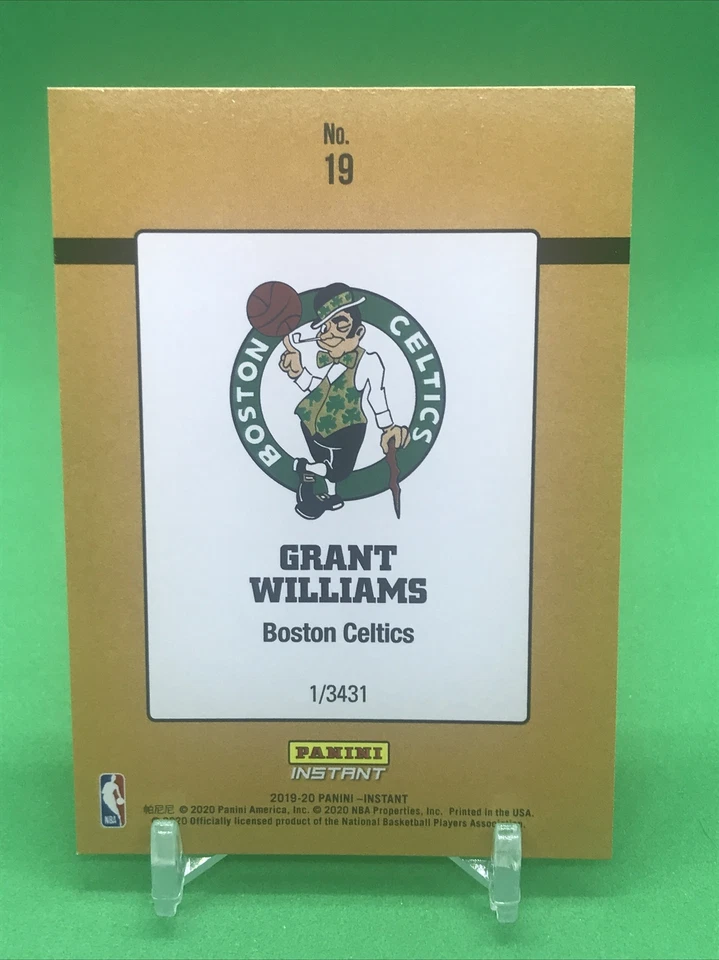 No.
19
BOSTON CELTICS
GRANT
WILLIAMS
Boston Celtics
1/3431
PANINI
INSTANT
2019-20 PANINI –INSTANT
帕尼尼 © 2020 Panini America, Inc. © 2020 NBA Properties, Inc. Printed in the USA.
2020 Officially licensed product of the National Basketball Players Association.
NBA